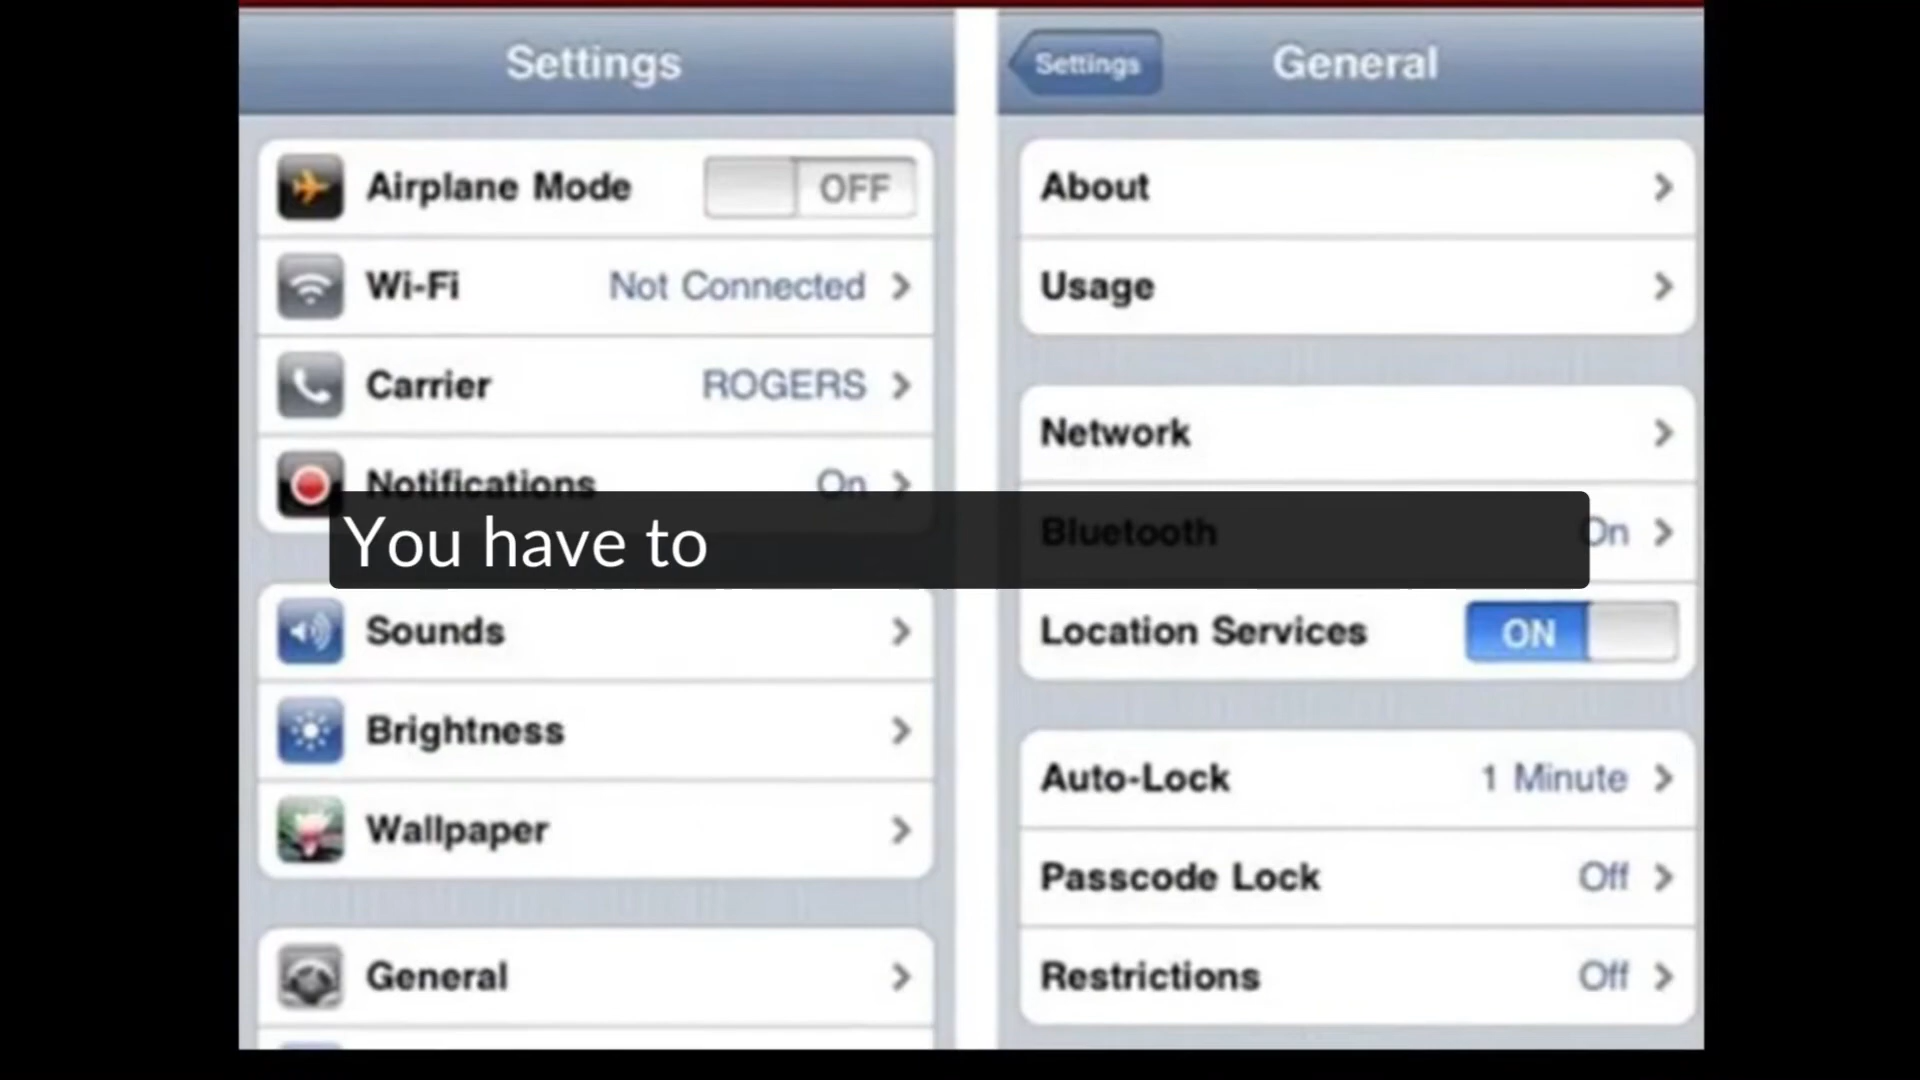 Settings
Airplane Mode OFF
Wi-Fi Not Connected
Carrier ROGERS
Notifications On
You have to
Sounds
Brightness
Wallpaper
General
Settings General
About
Usage
Network
Bluetooth On
Location Services ON
Auto-Lock 1 Minute
Passcode Lock Off
Restrictions Off